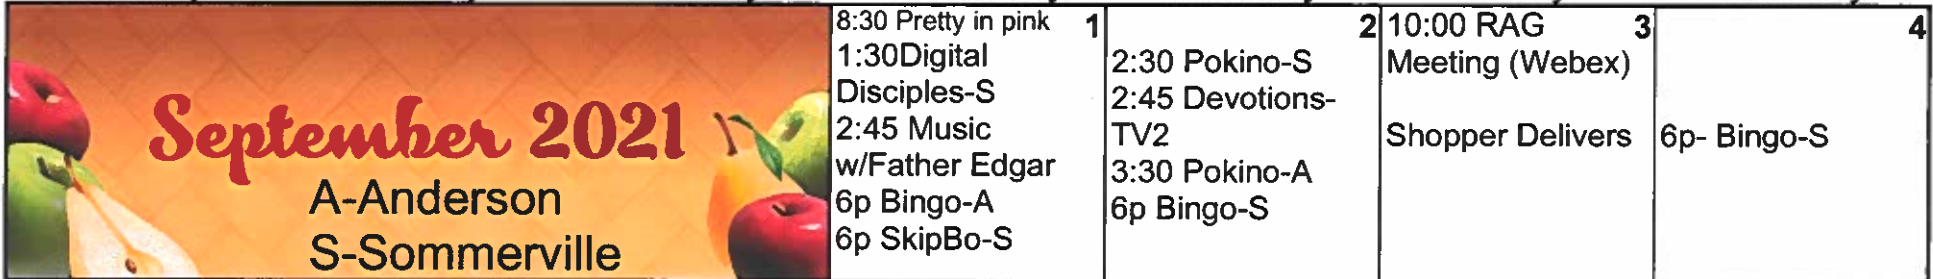 September 2021
A-Anderson
S-Sommerville
1
8:30 Pretty in pink
1:30Digital
Disciples-S
2:45 Music
w/Father Edgar
6p Bingo-A
6p SkipBo-S
2
2:30 Pokino-S
2:45 Devotions-
TV2
3:30 Pokino-A
6p Bingo-S
3
10:00 RAG
Meeting (Webex)
Shopper Delivers
4
6p- Bingo-S